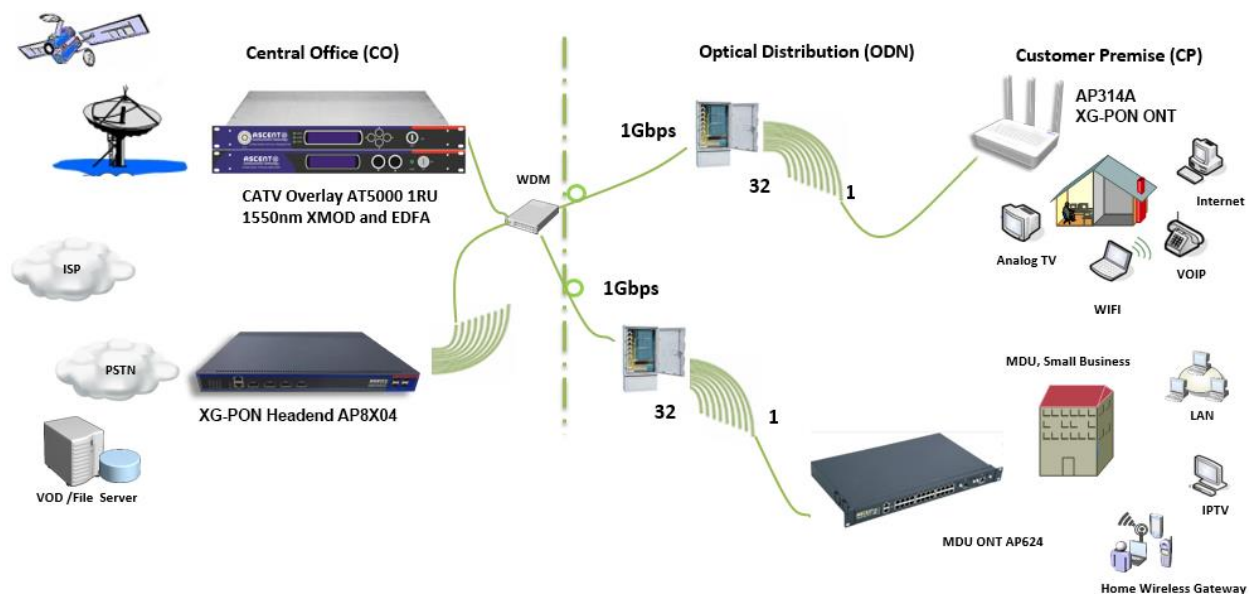 Central Office (CO)
Optical Distribution (ODN)
Customer Premise (CP)
ASCENT
ASCENT
CATV Overlay AT5000 1RU
1550nm XMOD and EDFA
WDM
1Gbps
32
1
AP314A
XG-PON ONT
Internet
Analog TV
VOIP
WIFI
ISP
1Gbps
PSTN
XG-PON Headend AP8X04
32
1
MDU, Small Business
LAN
VOD /File Server
IPTV
MDU ONT AP624
Home Wireless Gateway